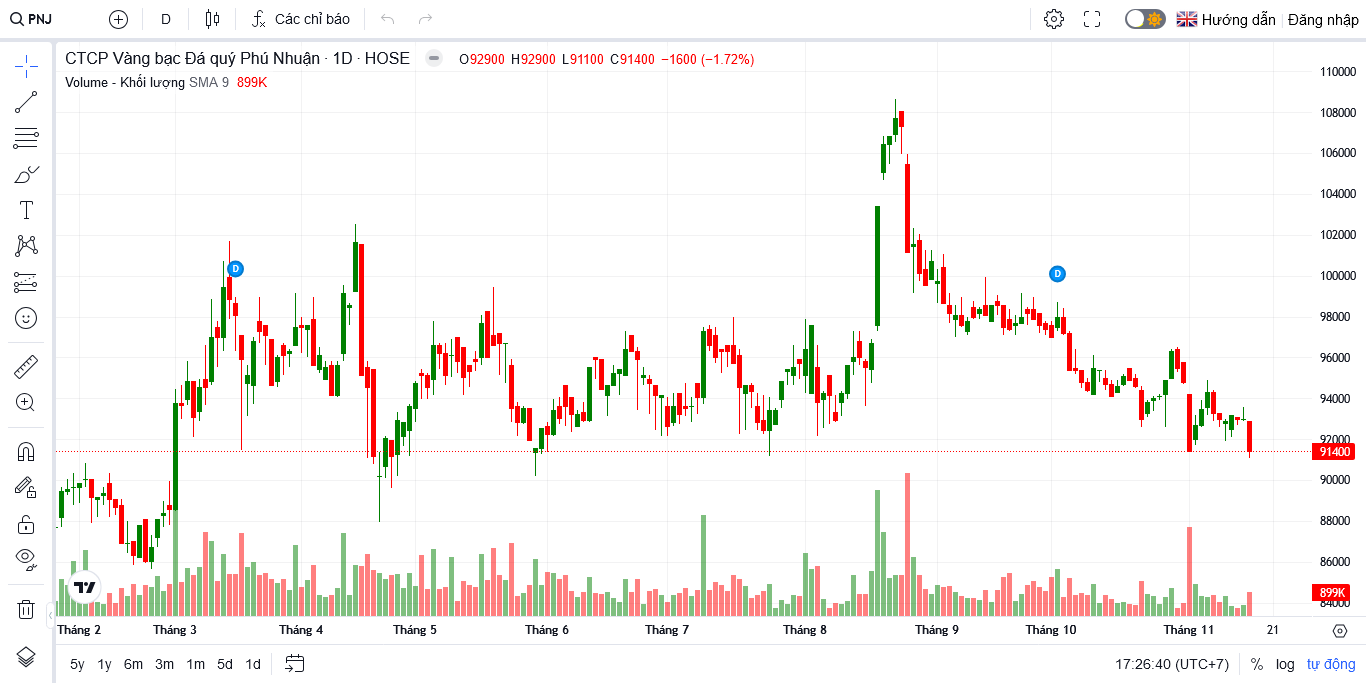 PNJ D Các chỉ báo Hướng dẫn Đăng nhập
CTCP Vàng bạc Đá quý Phú Nhuận · 1D · HOSE O92900 H92900 L91100 C91400 −1600 (−1.72%)
Volume - Khối lượng SMA 9 899K
110000
108000
106000
104000
102000
D
D
100000
98000
96000
94000
92000
91400
90000
88000
86000
899K
84000
Tháng 2 Tháng 3 Tháng 4 Tháng 5 Tháng 6 Tháng 7 Tháng 8 Tháng 9 Tháng 10 Tháng 11 21
5y 1y 6m 3m 1m 5d 1d 17:26:40 (UTC+7) % log tự động